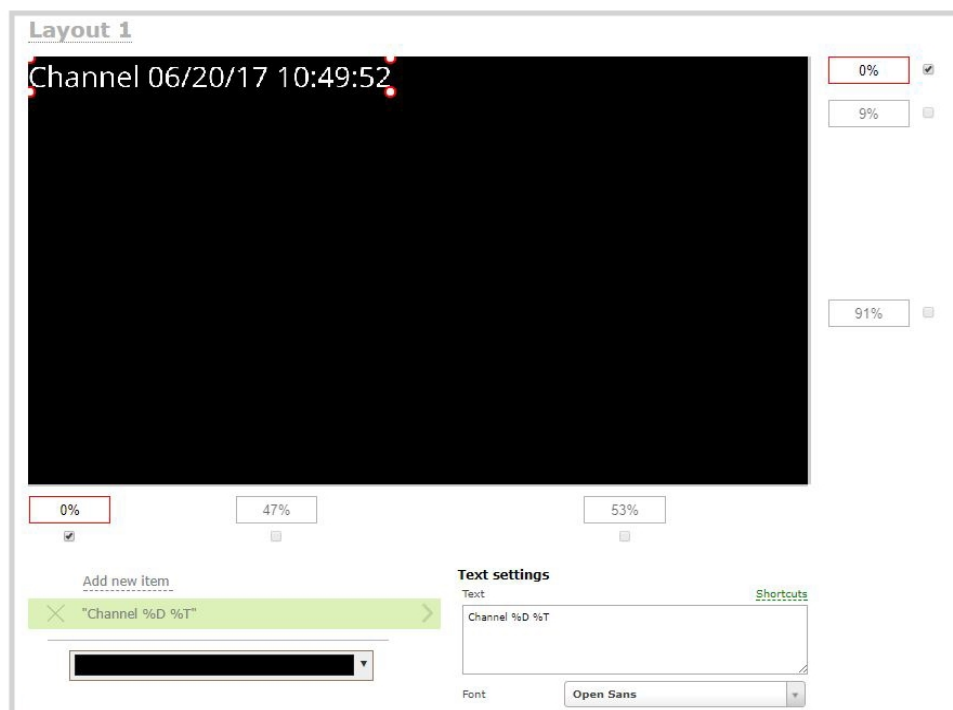 Layout 1
Channel 06/20/17 10:49:52
0%
9%
91%
0%
47%
53%
Add new item
"Channel %D %T"
Text settings
Text
Shortcuts
Channel %D %T
Font
Open Sans